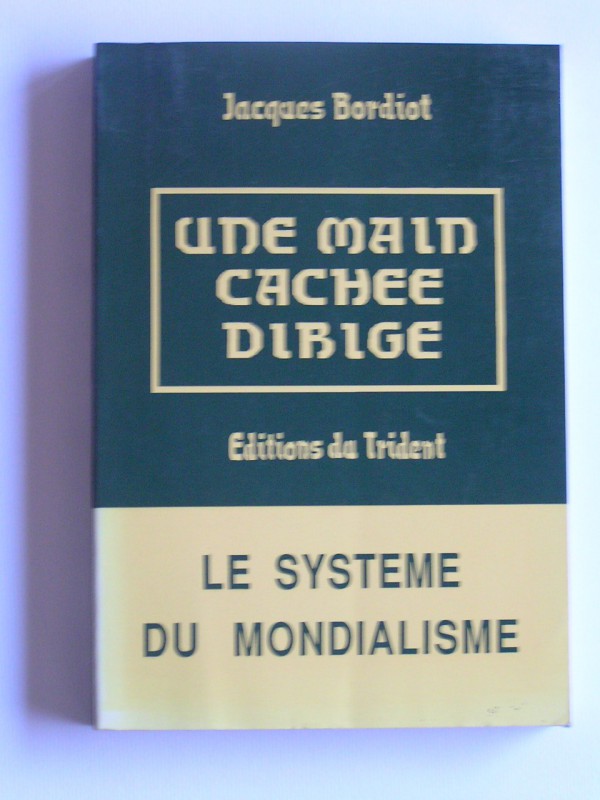 Jacques Bordiot
UNE MAIN
CACHEE
DIRIGE
Editions du Trident
LE SYSTEME
DU MONDIALISME